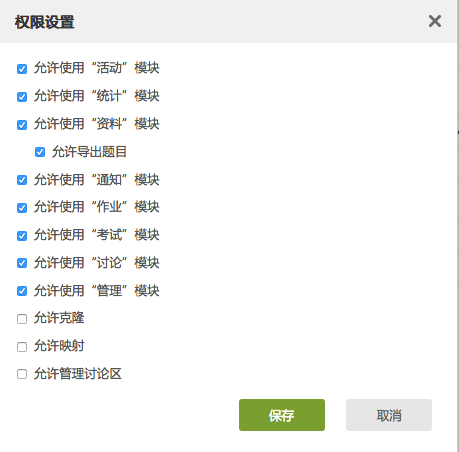 权限设置
允许使用“活动”模块
允许使用“统计”模块
允许使用“资料”模块
允许导出题目
允许使用“通知”模块
允许使用“作业”模块
允许使用“考试”模块
允许使用“讨论”模块
允许使用“管理”模块
允许克隆
允许映射
允许管理讨论区
保存 取消